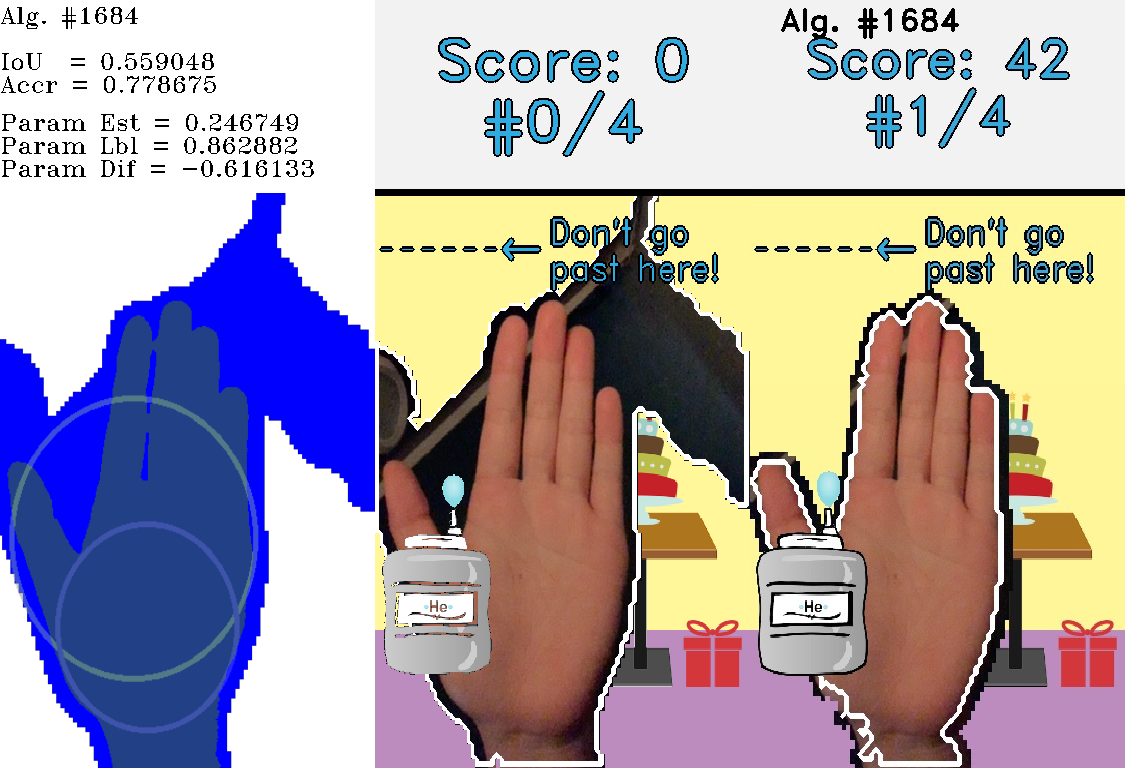 Alg. #1684
IoU = 0.559048
Accr = 0.778675
Param Est = 0.246749
Param Lbl = 0.862882
Param Dif = −0.616133
Score: 0
#0/4
Don't go
past here!
He
Alg. #1684
Score: 42
#1/4
Don't go
past here!
He